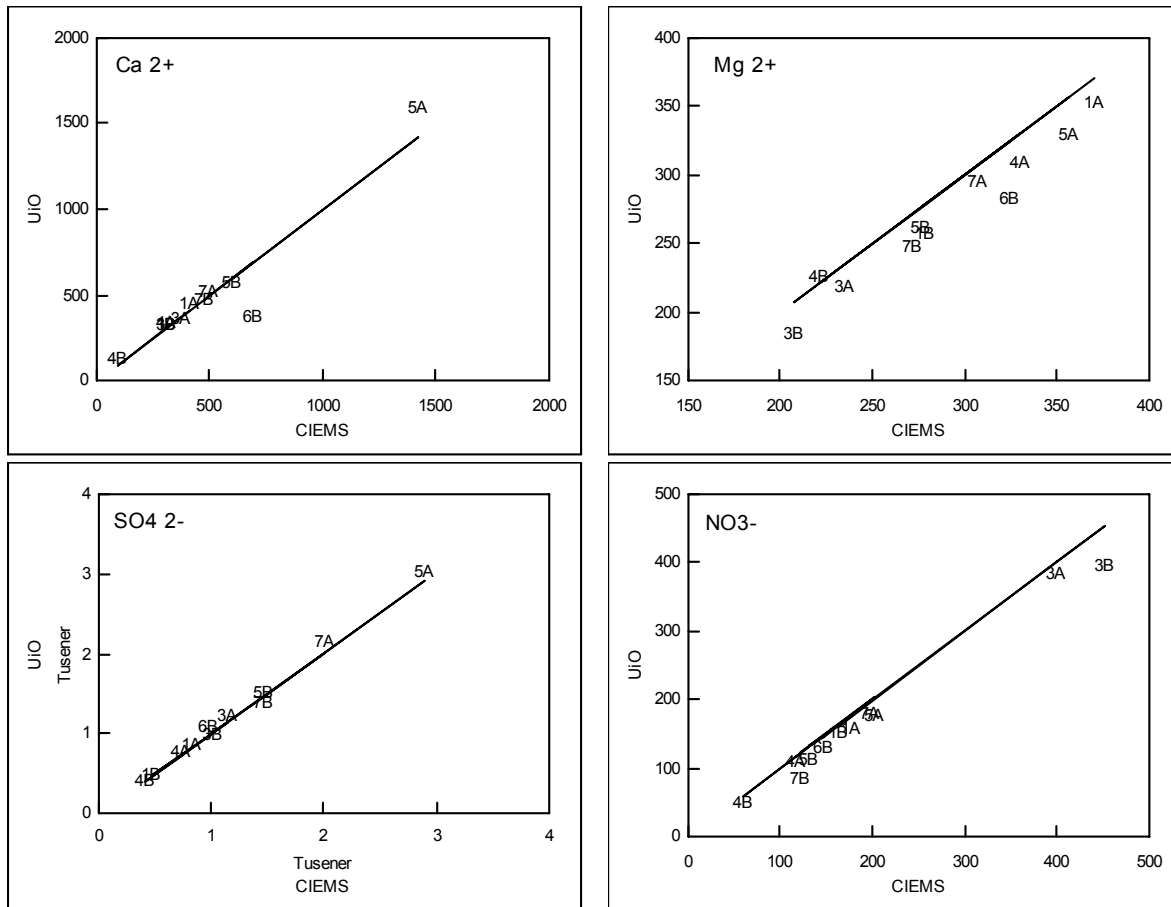 Ca 2+
2000
1500
1000
500
0
UiO
5A
5B
7A
7B
1A
3A
6B
4B
0 500 1000 1500 2000
CIEMS
Mg 2+
400
350
300
250
200
150
UiO
1A
5A
4A
7A
6B
5B
1B
7B
4B
3A
3B
150 200 250 300 350 400
CIEMS
SO4 2-
4
3
2
1
0
UiO
Tusener
5A
7A
5B
7B
3A
6B
3B
1A
4A
1B
4B
0 1 2 3 4
Tusener
CIEMS
NO3-
500
400
300
200
100
0
UiO
3B
3A
7A
5A
1A
1B
6B
5B
4A
7B
4B
0 100 200 300 400 500
CIEMS